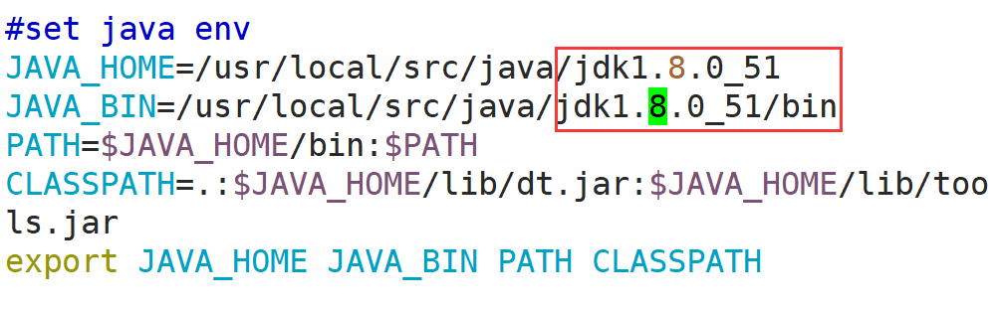 #set java env
JAVA_HOME=/usr/local/src/java/jdk1.8.0_51
JAVA_BIN=/usr/local/src/java/jdk1.8.0_51/bin
PATH=$JAVA_HOME/bin:$PATH
CLASSPATH=.:$JAVA_HOME/lib/dt.jar:$JAVA_HOME/lib/too
ls.jar
export JAVA_HOME JAVA_BIN PATH CLASSPATH